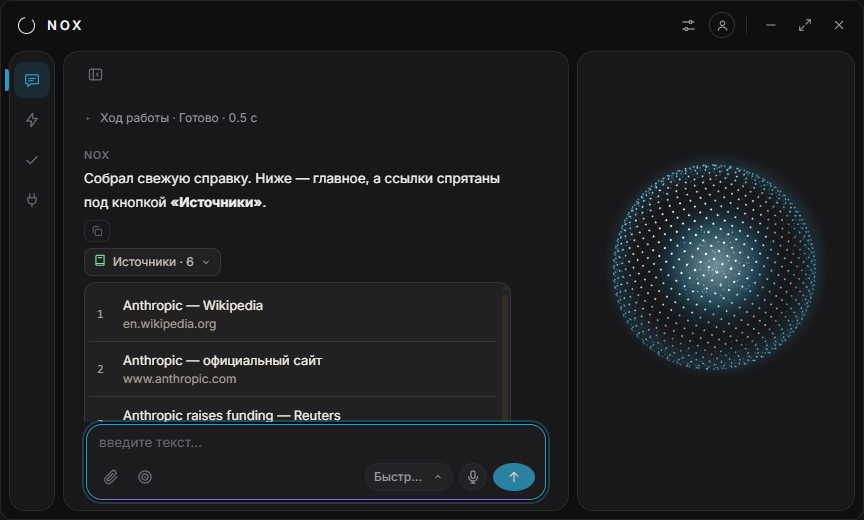 NOX
Ход работы · Готово · 0.5 с
NOX
Собрал свежую справку. Ниже — главное, а ссылки спрятаны
под кнопкой «Источники».
Источники · 6
1 Anthropic — Wikipedia
en.wikipedia.org
2 Anthropic — официальный сайт
www.anthropic.com
Anthropic raises funding — Reuters
введите текст...
Быстр...